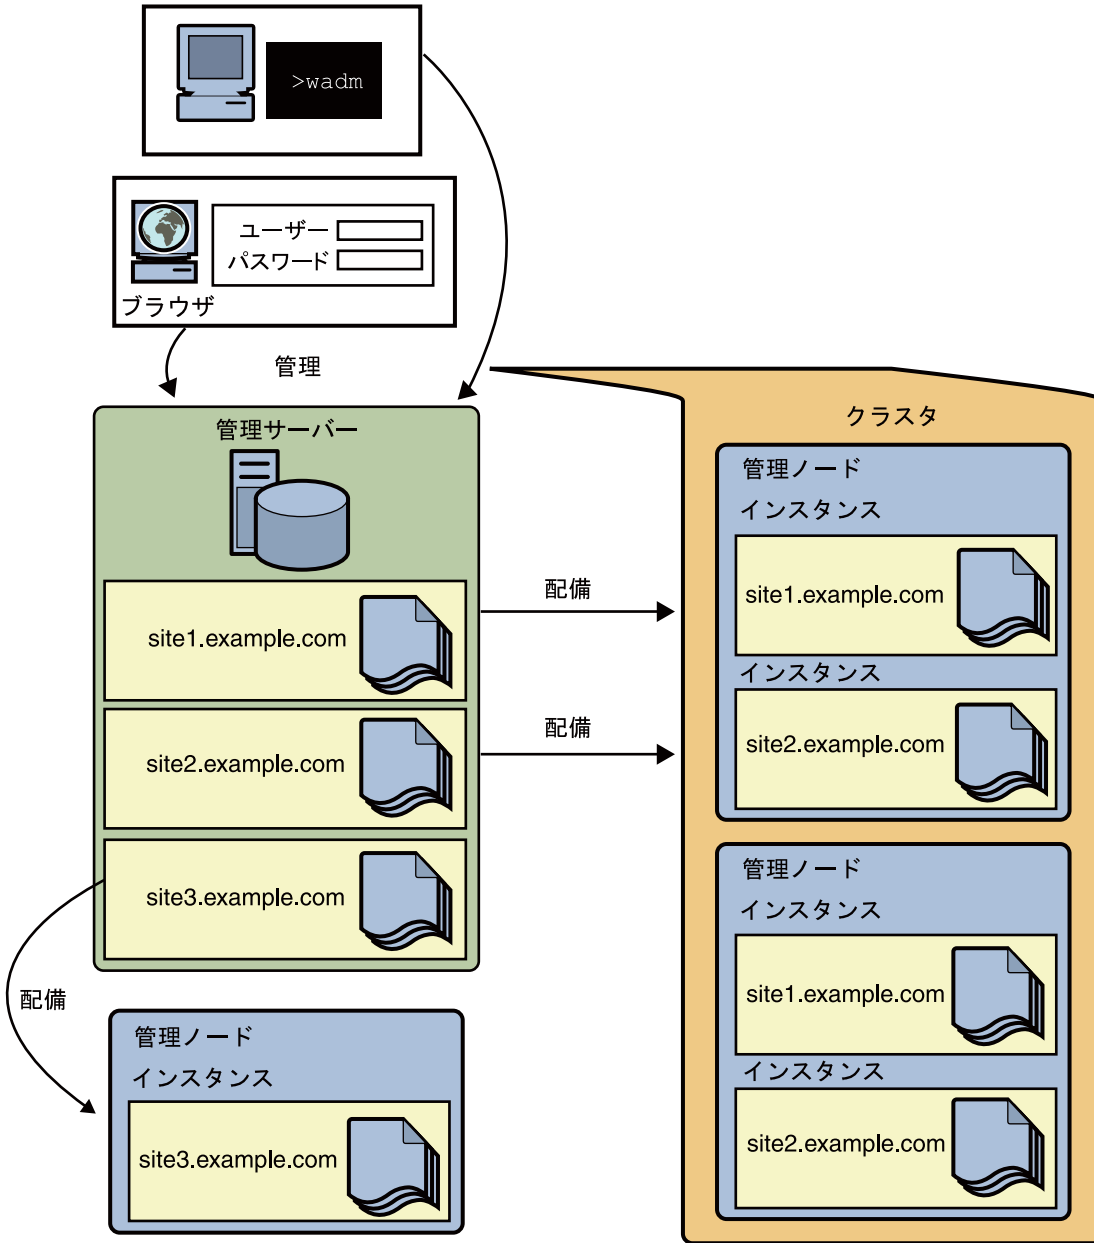 >wadm
ユーザー
パスワード
ブラウザ
管理
管理サーバー
site1.example.com
site2.example.com
site3.example.com
配備
配備
配備
管理ノード
インスタンス
site3.example.com
クラスタ
管理ノード
インスタンス
site1.example.com
インスタンス
site2.example.com
管理ノード
インスタンス
site1.example.com
インスタンス
site2.example.com